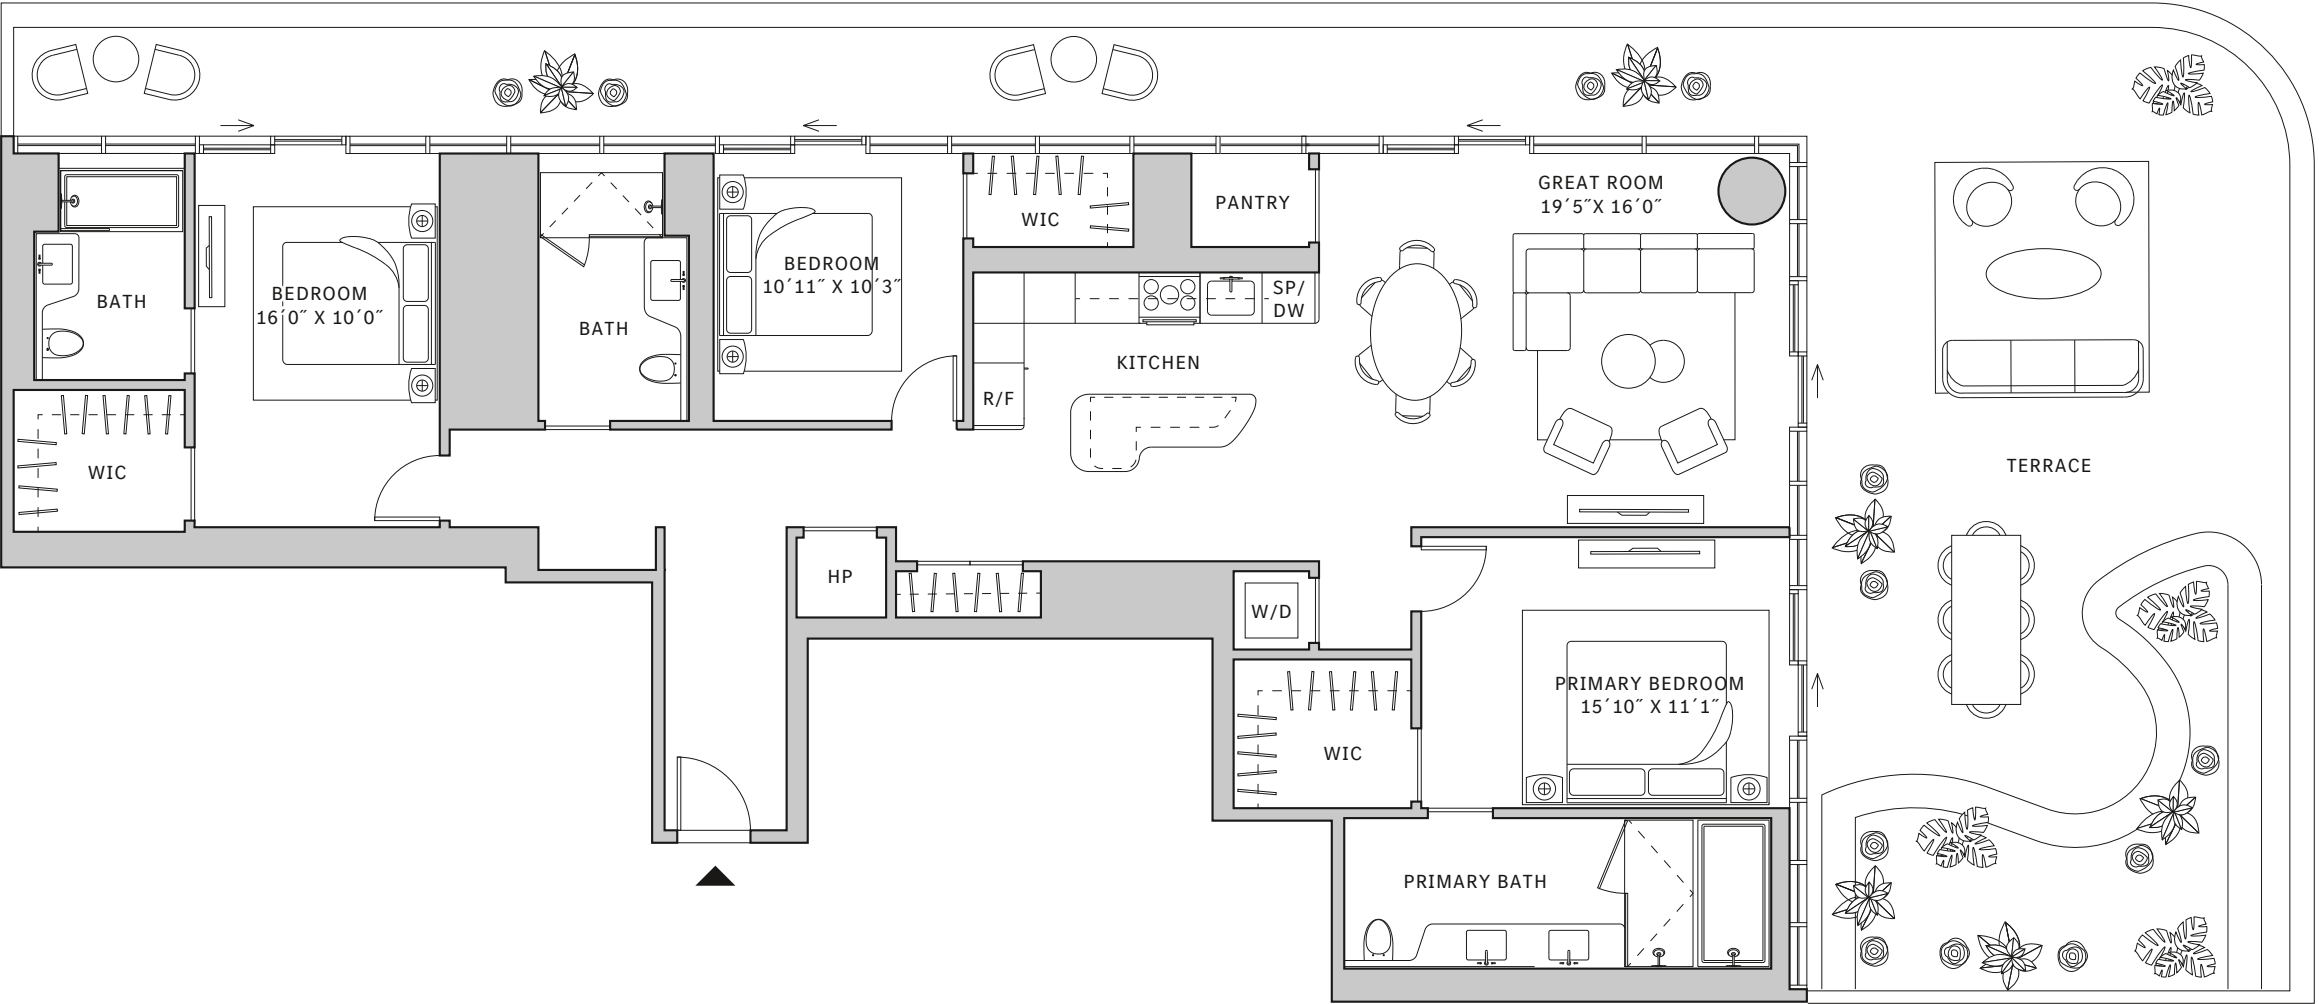 GREAT ROOM
19´5˝X 16´0˝
WIC
PANTRY
BEDROOM
10´11˝ X 10´3˝
BEDROOM
16´0˝ X 10´0˝
BATH
BATH
SP/
DW
KITCHEN
R/F
WIC
TERRACE
HP
W/D
PRIMARY BEDROOM
15´10˝ X 11´1˝
WIC
PRIMARY BATH